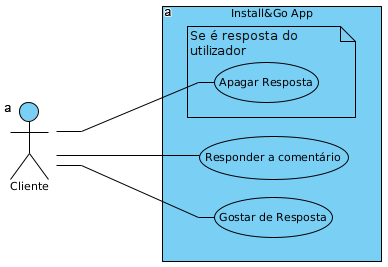 a
Install&Go App
Se é resposta do
utilizador
Apagar Resposta
a
Responder a comentário
Cliente
Gostar de Resposta